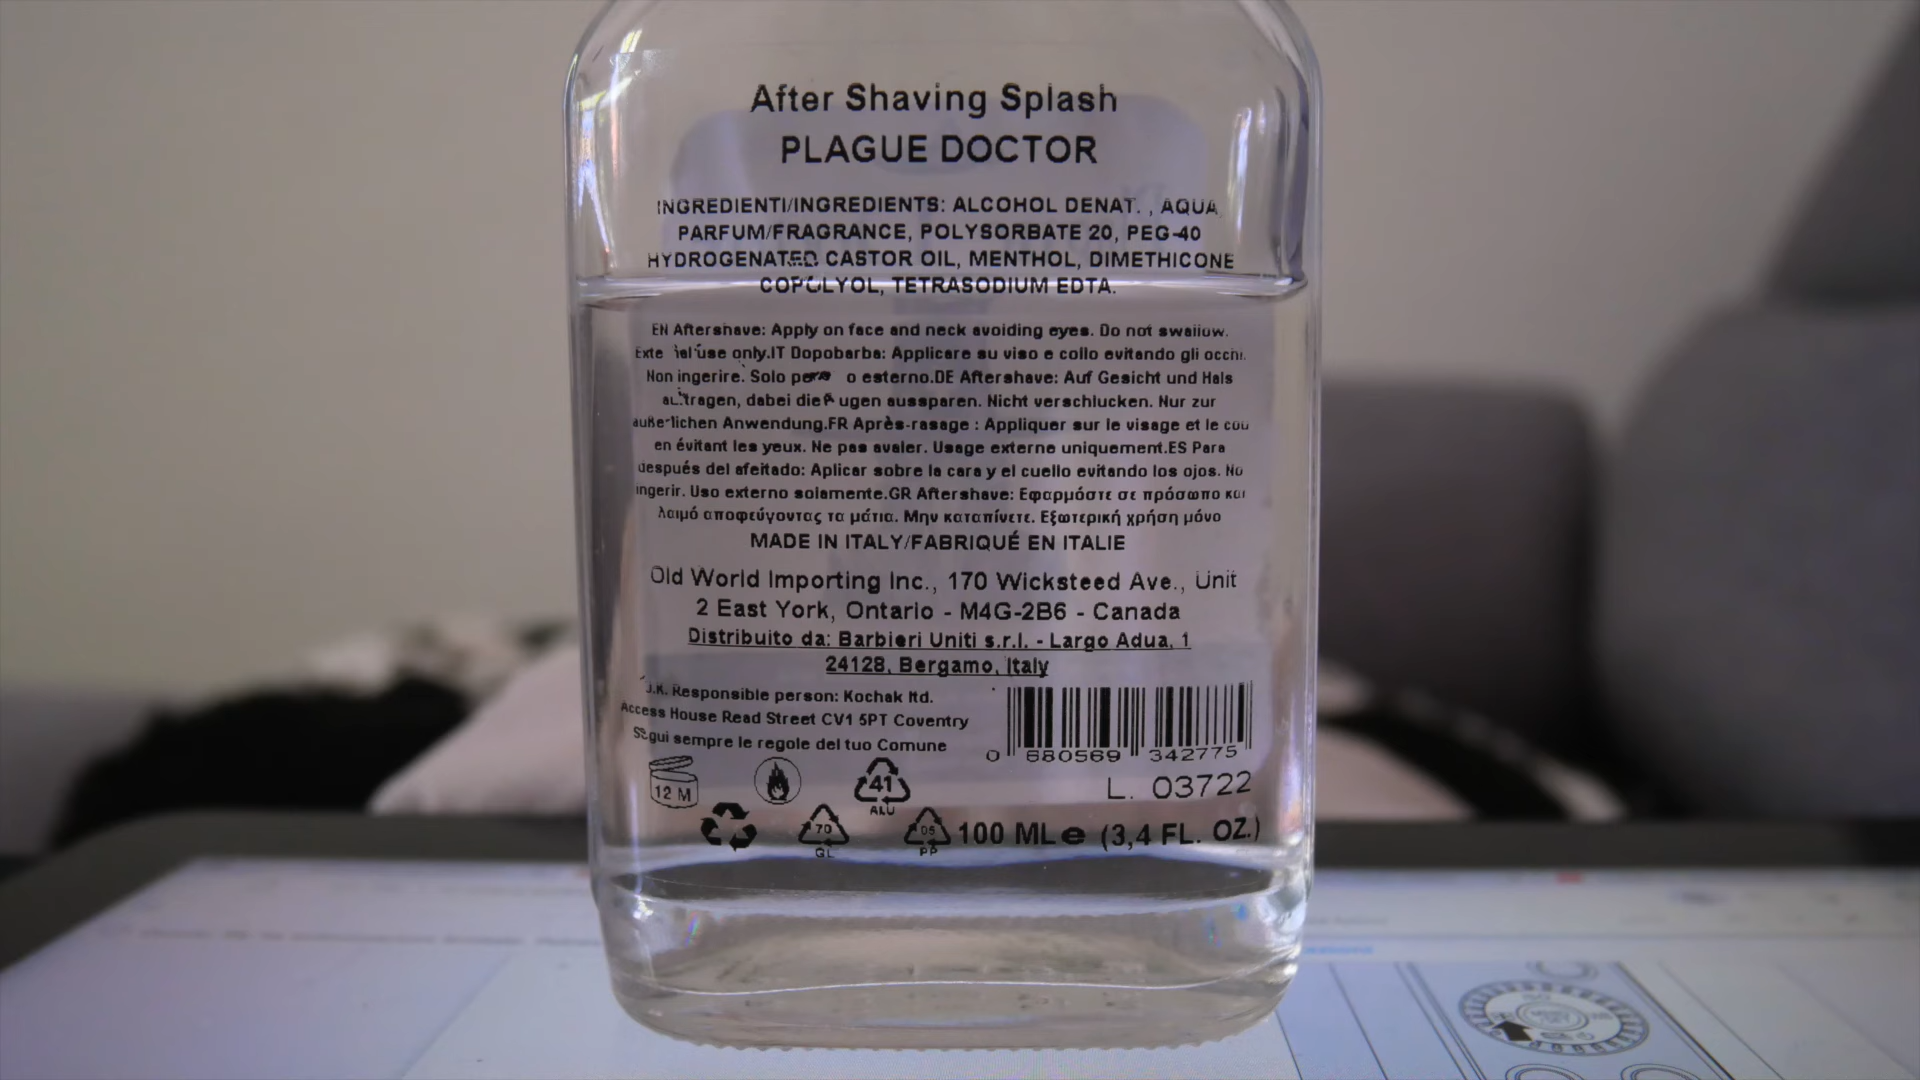 After Shaving Splash
PLAGUE DOCTOR
INGREDIENTI/INGREDIENTS: ALCOHOL DENAT. , AQUA,
PARFUM/FRAGRANCE, POLYSORBATE 20, PEG-40
HYDROGENATED CASTOR OIL, MENTHOL, DIMETHICONE
COPOLYOL, TETRASODIUM EDTA.
EN Aftershave: Apply on face and neck avoiding eyes. Do not swallow.
use only.IT Dopobarba: Applicare su viso e collo evitando gli occhi.
Non ingerire. Solo per o esterno.DE Aftershave: Auf Gesicht und Hals
auftragen, dabei die ugen aussparen. Nicht verschlucken. Nur zur
äußerlichen Anwendung.FR Après-rasage : Appliquer sur le visage et le cou
en évitant les yeux. Ne pas avaler. Usage externe uniquement.ES Para
después del afeitado: Aplicar sobre la cara y el cuello evitando los ojos. No
ingerir. Uso externo solamente.GR Aftershave: Εφαρμόστε σε πρόσωπο και
λαιμό αποφεύγοντας τα μάτια. Μην καταπίνετε. Εξωτερική χρήση μόνο
MADE IN ITALY/FABRIQUÉ EN ITALIE
Old World Importing Inc., 170 Wicksteed Ave., Unit
2 East York, Ontario - M4G-2B6 - Canada
Distribuito da: Barbieri Uniti s.r.l. - Largo Adua, 1
24128, Bergamo, Italy
U.K. Responsible person: Kochak ltd.
Access House Read Street CV1 5PT Coventry
Segui sempre le regole del tuo Comune
0 680569 342775
12 M
41
ALU
L. 03722
70
GL
05
PP
100 ML e (3,4 FL. OZ.)